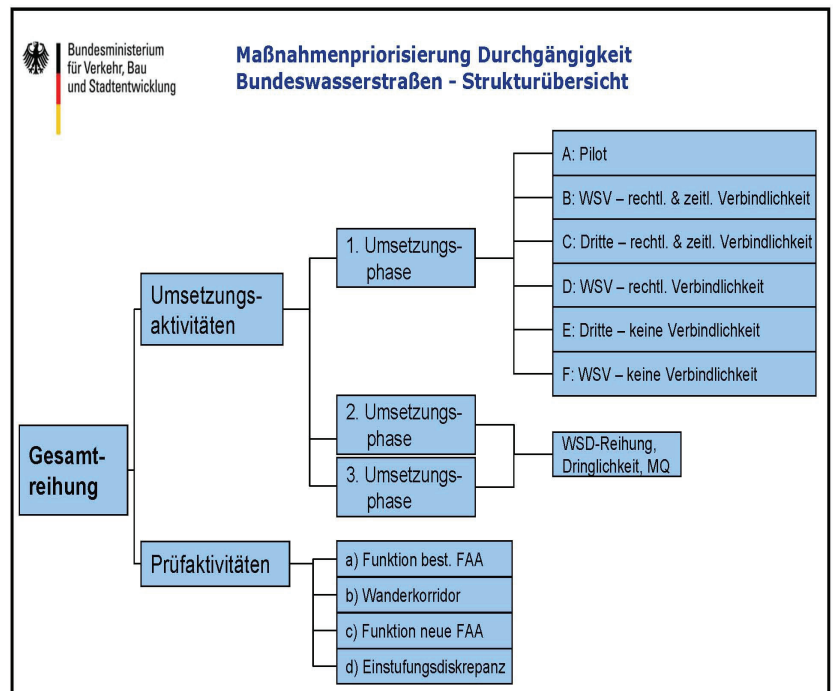 Bundesministerium
für Verkehr, Bau
und Stadtentwicklung
Maßnahmenpriorisierung Durchgängigkeit
Bundeswasserstraßen - Strukturübersicht
Gesamt-
reihung
Umsetzungs-
aktivitäten
1. Umsetzungs-
phase
A: Pilot
B: WSV – rechtl. & zeitl. Verbindlichkeit
C: Dritte – rechtl. & zeitl. Verbindlichkeit
D: WSV – rechtl. Verbindlichkeit
E: Dritte – keine Verbindlichkeit
F: WSV – keine Verbindlichkeit
2. Umsetzungs-
phase
3. Umsetzungs-
phase
WSD-Reihung,
Dringlichkeit, MQ
Prüfaktivitäten
a) Funktion best. FAA
b) Wanderkorridor
c) Funktion neue FAA
d) Einstufungsdiskrepanz